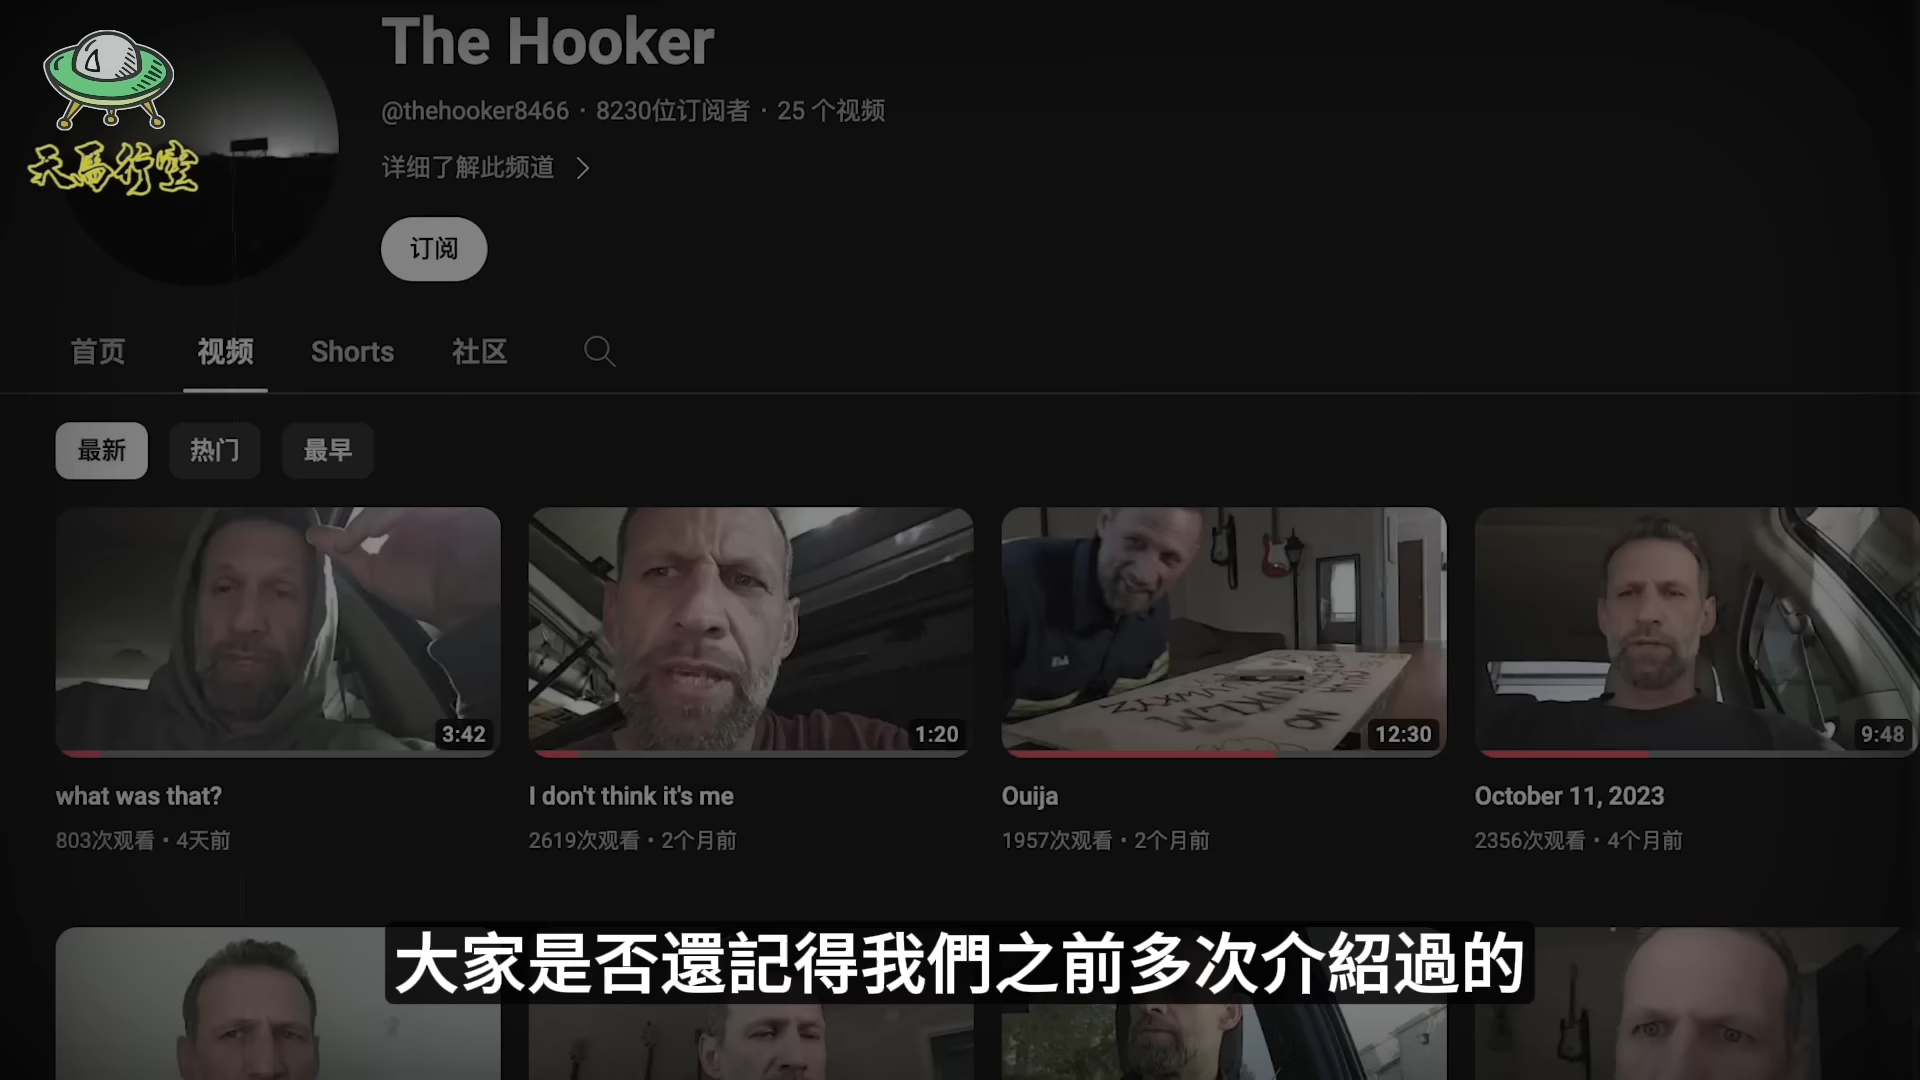 The Hooker
@thehooker8466 · 8230位订阅者 · 25 个视频
天馬行空
详细了解此频道
订阅
首页 视频 Shorts 社区
最新 热门 最早
3:42 1:20 12:30 9:48
what was that? I don't think it's me Ouija October 11, 2023
803次观看 · 4天前 2619次观看 · 2个月前 1957次观看 · 2个月前 2356次观看 · 4个月前
大家是否還記得我們之前多次介紹過的